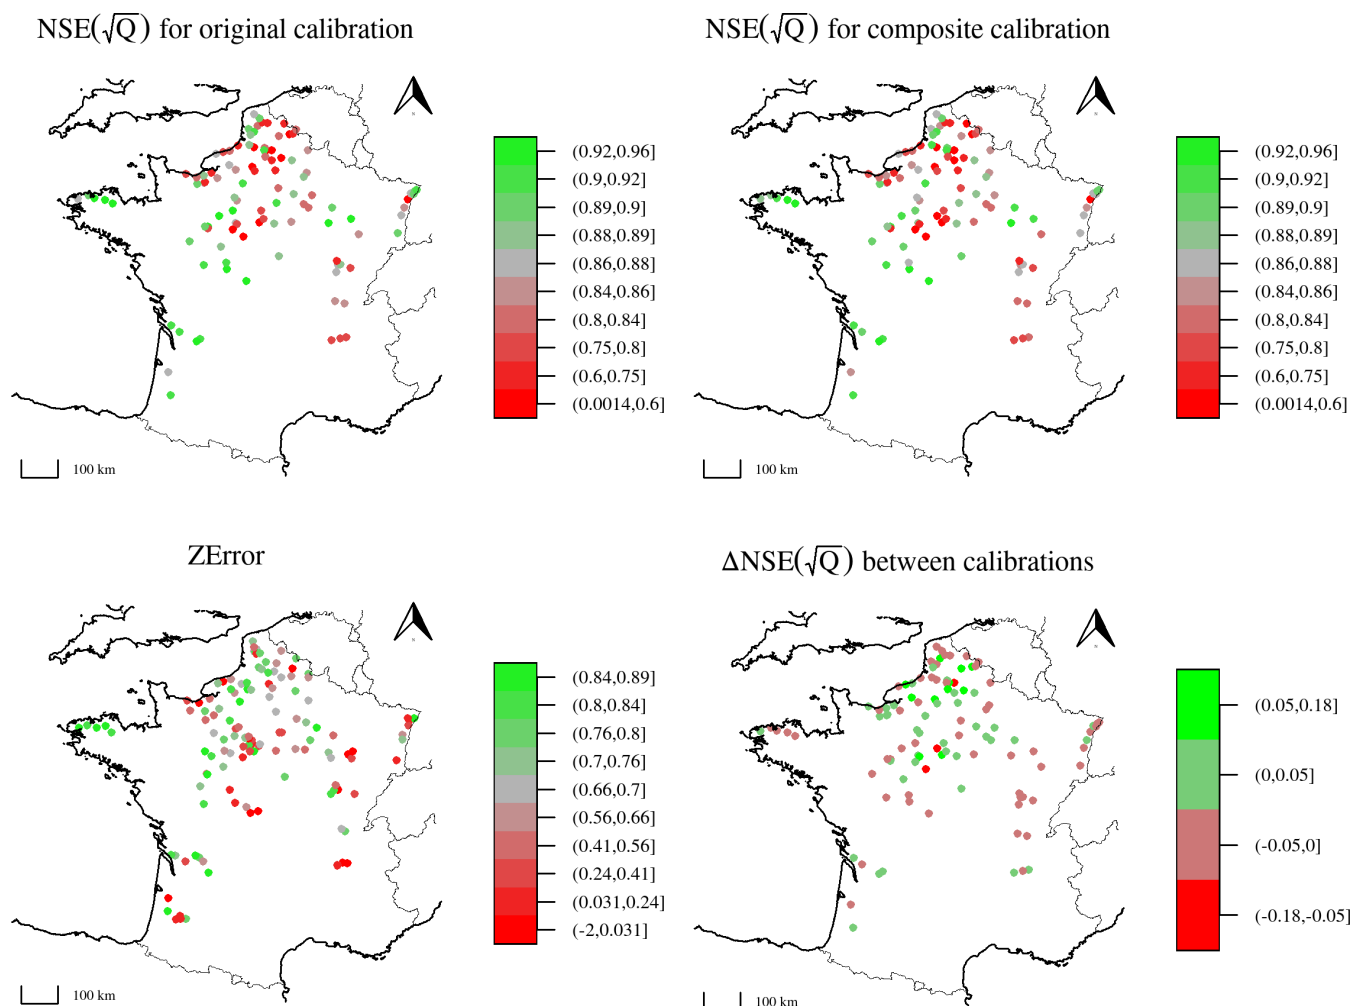 NSE(√Q) for original calibration
NSE(√Q) for composite calibration
N
(0.92,0.96]
(0.9,0.92]
(0.89,0.9]
(0.88,0.89]
(0.86,0.88]
(0.84,0.86]
(0.8,0.84]
(0.75,0.8]
(0.6,0.75]
(0.0014,0.6]
100 km
N
(0.92,0.96]
(0.9,0.92]
(0.89,0.9]
(0.88,0.89]
(0.86,0.88]
(0.84,0.86]
(0.8,0.84]
(0.75,0.8]
(0.6,0.75]
(0.0014,0.6]
100 km
ZError
ΔNSE(√Q) between calibrations
N
(0.84,0.89]
(0.8,0.84]
(0.76,0.8]
(0.7,0.76]
(0.66,0.7]
(0.56,0.66]
(0.41,0.56]
(0.24,0.41]
(0.031,0.24]
(-2,0.031]
100 km
N
(0.05,0.18]
(0,0.05]
(-0.05,0]
(-0.18,-0.05]
100 km